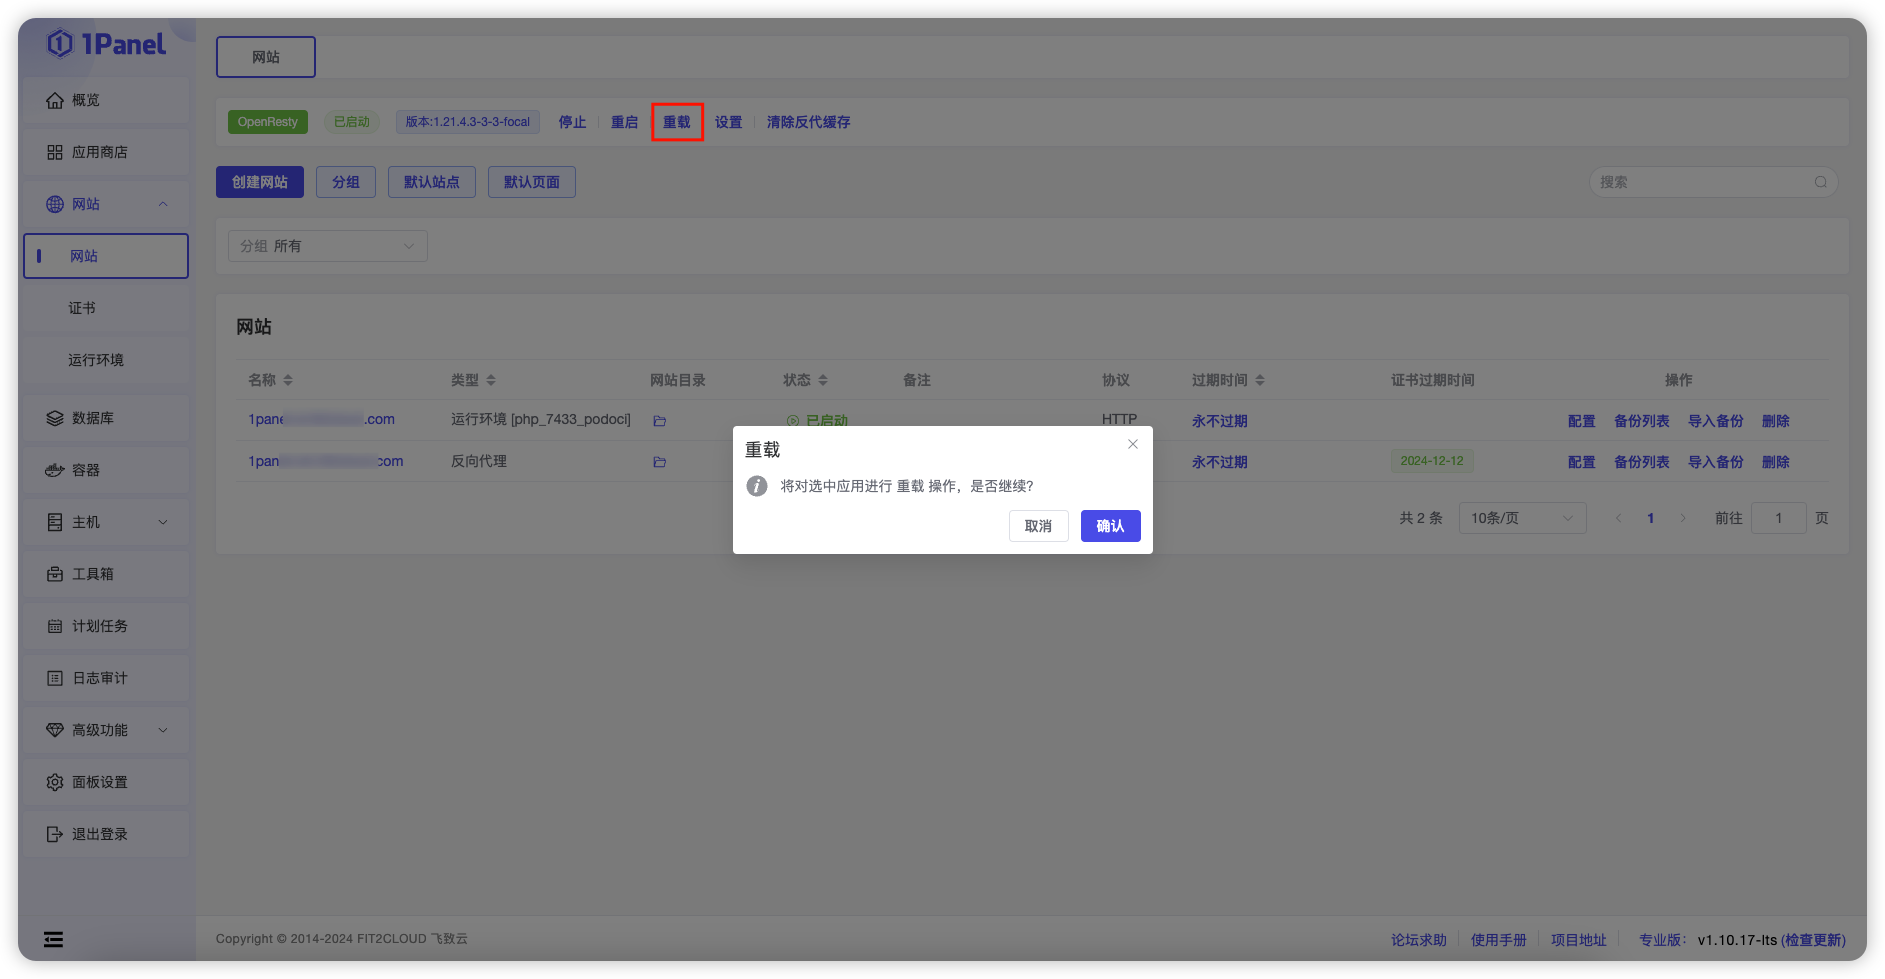 1Panel
概览
应用商店
网站
网站
证书
运行环境
数据库
容器
主机
工具箱
计划任务
日志审计
高级功能
面板设置
退出登录
网站
OpenResty 已启动 版本:1.21.4.3-3-3-focal 停止 重启 重载 设置 清除反代缓存
创建网站 分组 默认站点 默认页面 搜索
分组 所有
网站
名称 类型 网站目录 状态 备注 协议 过期时间 证书过期时间 操作
1pane .com 运行环境 [php_7433_podoci] 已启动 HTTP 永不过期 配置 备份列表 导入备份 删除
1pan com 反向代理 永不过期 2024-12-12 配置 备份列表 导入备份 删除
共 2 条 10条/页 1 前往 1 页
重载
将对选中应用进行 重载 操作，是否继续?
取消 确认
Copyright © 2014-2024 FIT2CLOUD 飞致云 论坛求助 使用手册 项目地址 专业版： v1.10.17-lts (检查更新)